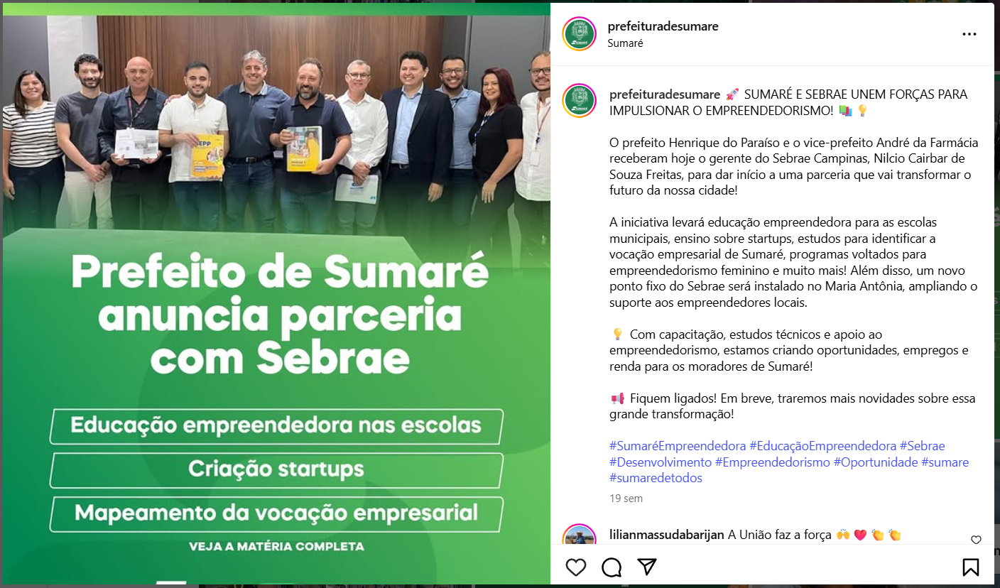 EPP
Prefeito de Sumaré
anuncia parceria
com Sebrae
Educação empreendedora nas escolas
Criação startups
Mapeamento da vocação empresarial
VEJA A MATÉRIA COMPLETA
prefeituradesumare
Sumaré
prefeituradesumare 🚀 SUMARÉ E SEBRAE UNEM FORÇAS PARA
IMPULSIONAR O EMPREENDEDORISMO! 📚💡
O prefeito Henrique do Paraíso e o vice-prefeito André da Farmácia
receberam hoje o gerente do Sebrae Campinas, Nilcio Cairbar de
Souza Freitas, para dar início a uma parceria que vai transformar o
futuro da nossa cidade!
A iniciativa levará educação empreendedora para as escolas
municipais, ensino sobre startups, estudos para identificar a
vocação empresarial de Sumaré, programas voltados para
empreendedorismo feminino e muito mais! Além disso, um novo
ponto fixo do Sebrae será instalado no Maria Antônia, ampliando o
suporte aos empreendedores locais.
💡 Com capacitação, estudos técnicos e apoio ao
empreendedorismo, estamos criando oportunidades, empregos e
renda para os moradores de Sumaré!
📢 Fiquem ligados! Em breve, traremos mais novidades sobre essa
grande transformação!
#SumaréEmpreendedora #EducaçãoEmpreendedora #Sebrae
#Desenvolvimento #Empreendedorismo #Oportunidade #sumare
#sumaredetodos
19 sem
lilianmassudabarijan A União faz a força 🙌❤️👏👏